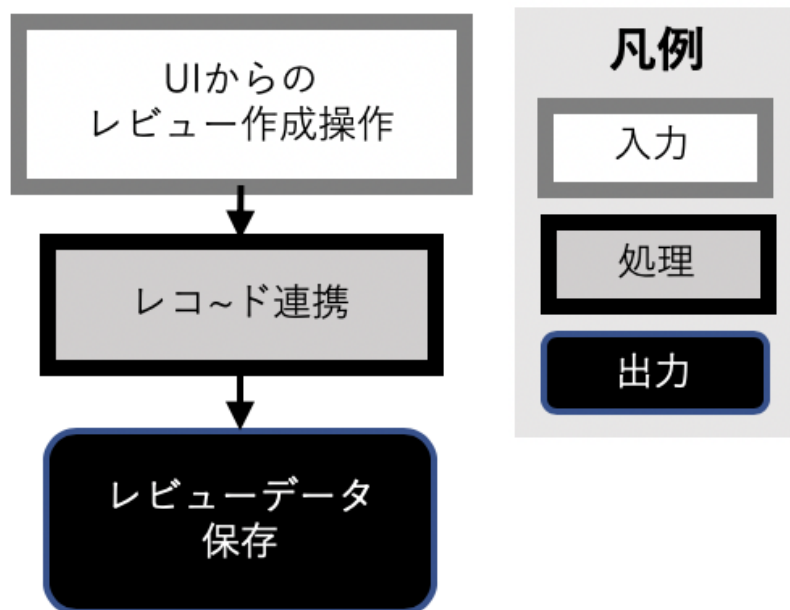 UIからの
レビュー作成操作
レコ~ド連携
レビューデータ
保存
凡例
入力
処理
出力